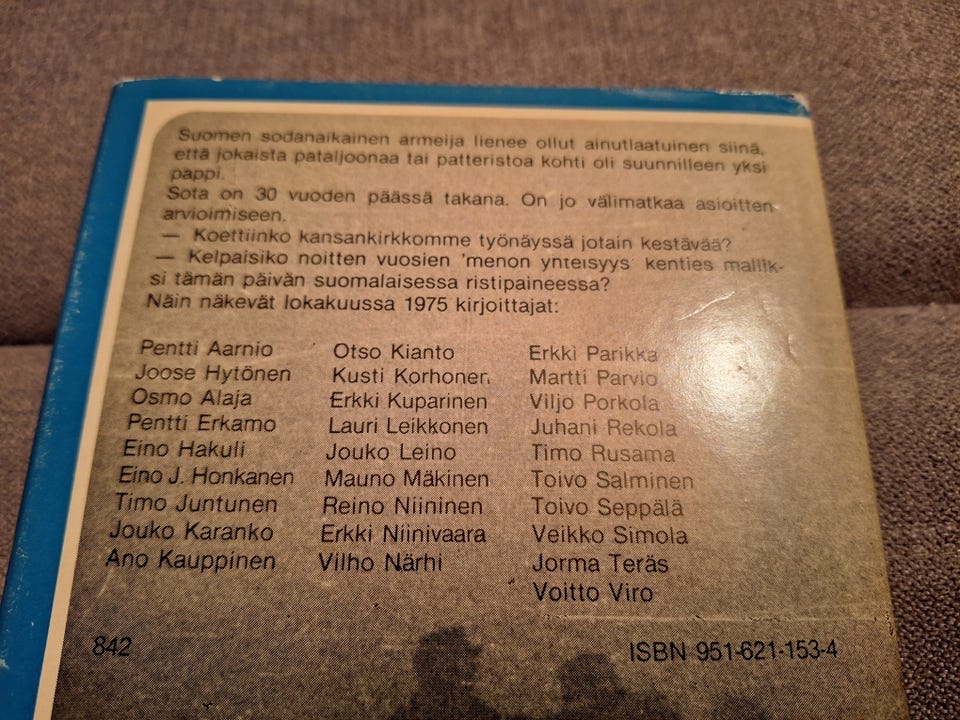 Suomen sodanaikainen armeija lienee ollut ainutlaatuinen siinä,
että jokaista pataljoonaa tai patteristoa kohti oli suunnilleen yksi
pappi.
Sota on 30 vuoden päässä takana. On jo välimatkaa asioitten
arvioimiseen.
— Koettiinko kansankirkkomme työnäyssä jotain kestävää?
— Kelpaisiko noitten vuosien 'menon yhteisyys' kenties mallik-
si tämän päivän suomalaisessa ristipaineessa?
Näin näkevät lokakuussa 1975 kirjoittajat:
Pentti Aarnio
Joose Hytönen
Osmo Alaja
Pentti Erkamo
Eino Hakuli
Eino J. Honkanen
Timo Juntunen
Jouko Karanko
Ano Kauppinen
Otso Kianto
Kusti Korhonen
Erkki Kuparinen
Lauri Leikkonen
Jouko Leino
Mauno Mäkinen
Reino Niininen
Erkki Niinivaara
Vilho Närhi
Erkki Parikka
Martti Parvio
Viljo Porkola
Juhani Rekola
Timo Rusama
Toivo Salminen
Toivo Seppälä
Veikko Simola
Jorma Teräs
Voitto Viro
842
ISBN 951-621-153-4